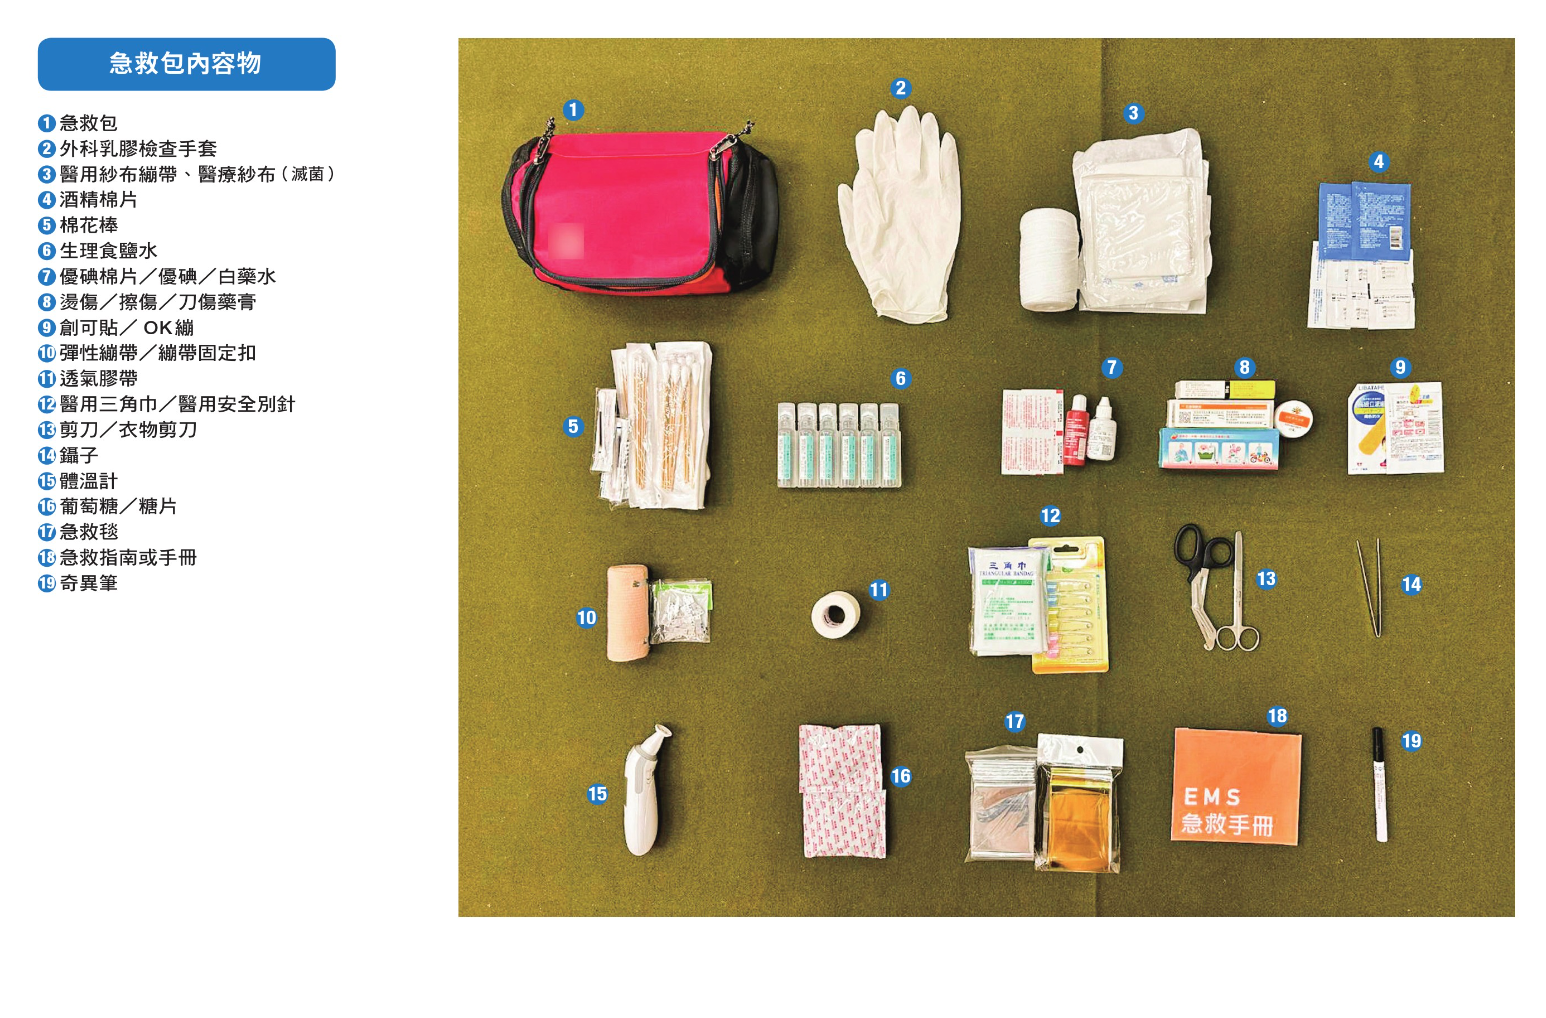 急救包內容物
1 急救包
2 外科乳膠檢查手套
3 醫用紗布繃帶、醫療紗布（滅菌）
4 酒精棉片
5 棉花棒
6 生理食鹽水
7 優碘棉片／優碘／白藥水
8 燙傷／擦傷／刀傷藥膏
9 創可貼／OK繃
10 彈性繃帶／繃帶固定扣
11 透氣膠帶
12 醫用三角巾／醫用安全別針
13 剪刀／衣物剪刀
14 鑷子
15 體溫計
16 葡萄糖／糖片
17 急救毯
18 急救指南或手冊
19 奇異筆
1
2
3
4
5
6
7
8
9
LIBATAPE
10
11
12
三角巾
TRIANGULAR BANDAG
13
14
15
16
17
18
19
EMS
急救手冊